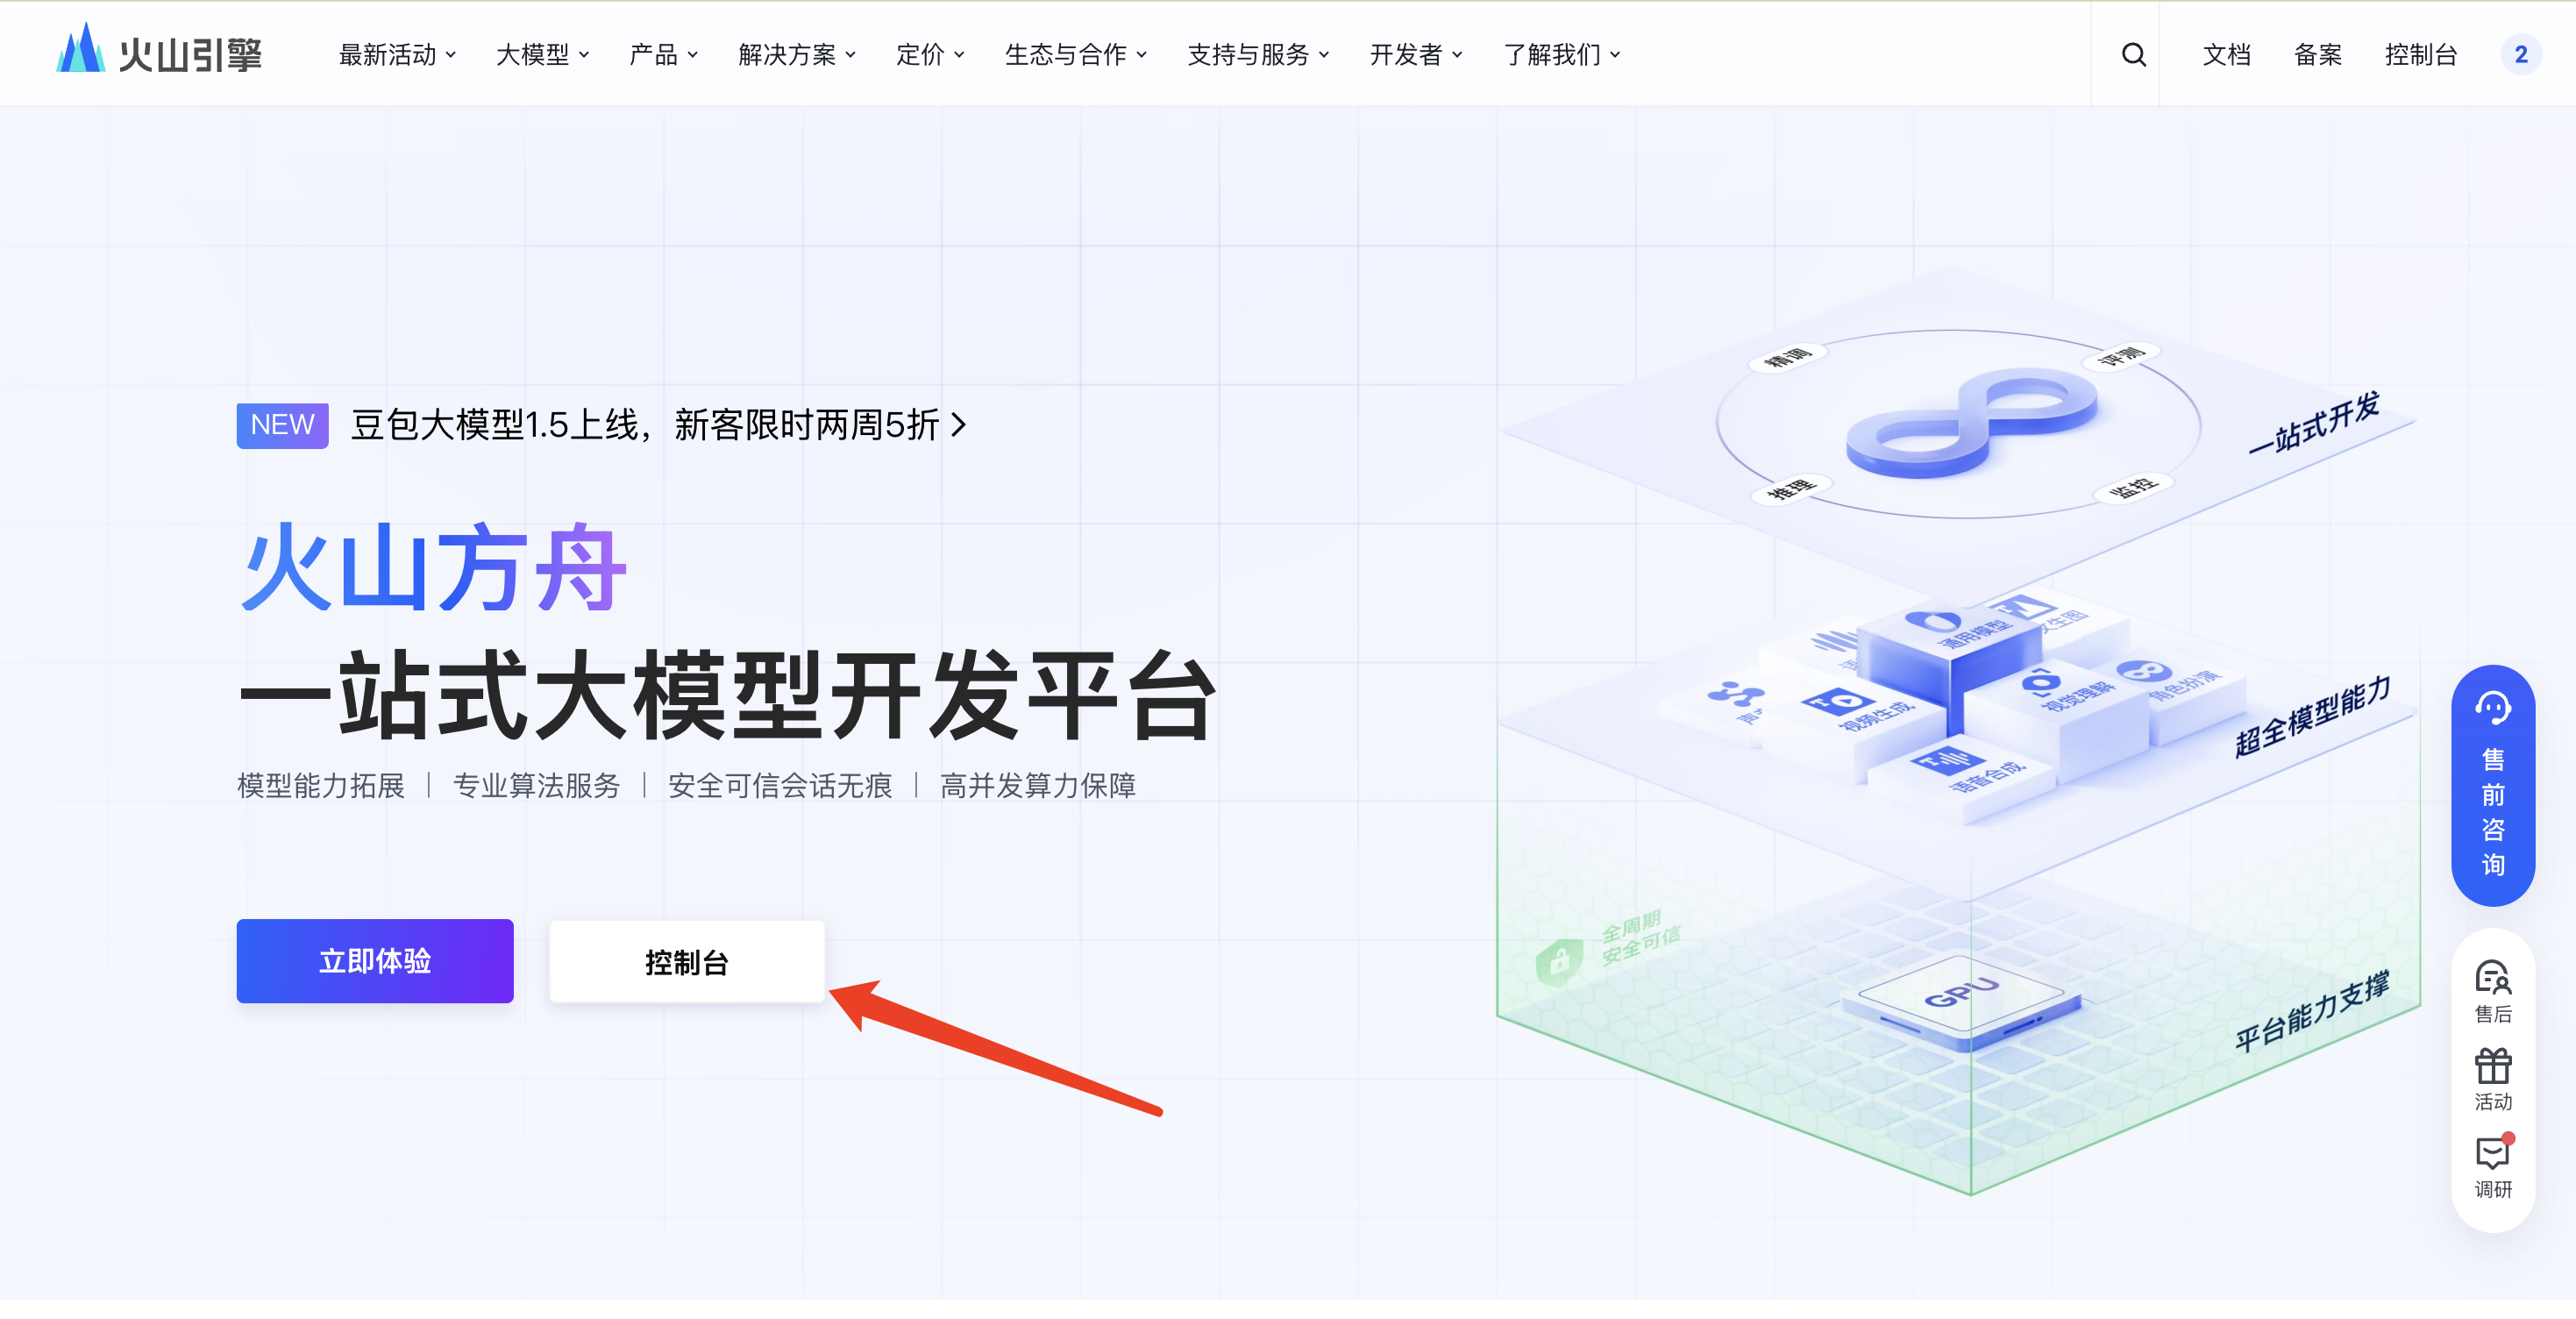 火山引擎
最新活动 大模型 产品 解决方案 定价 生态与合作 支持与服务 开发者 了解我们 文档 备案 控制台 2
NEW 豆包大模型1.5上线，新客限时两周5折
火山方舟
一站式大模型开发平台
模型能力拓展 | 专业算法服务 | 安全可信会话无痕 | 高并发算力保障
立即体验 控制台
精调
评测
推理
监控
一站式开发
通用模型
文生图
视频生成
视觉理解
角色扮演
语音合成
超全模型能力
全周期
安全可信
GPU
平台能力支撑
售前咨询
售后
活动
调研